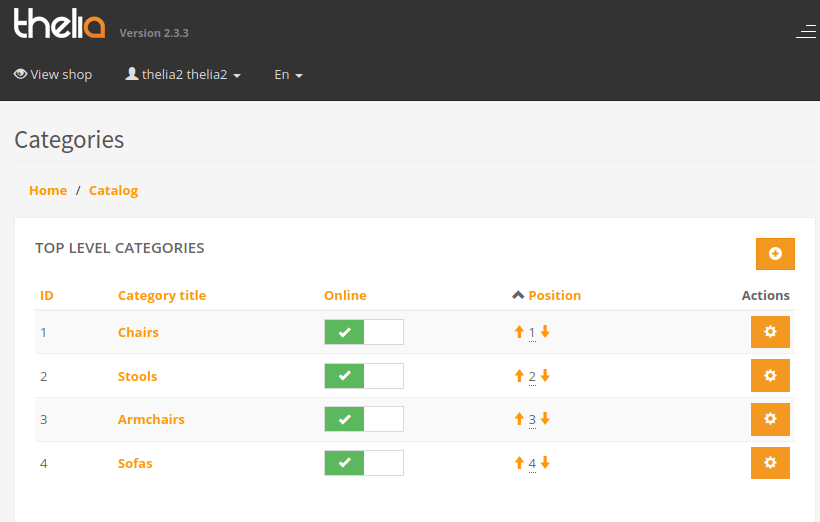 thelia Version 2.3.3
View shop thelia2 thelia2 En
Categories
Home / Catalog
TOP LEVEL CATEGORIES
ID Category title Online Position Actions
1 Chairs 1
2 Stools 2
3 Armchairs 3
4 Sofas 4